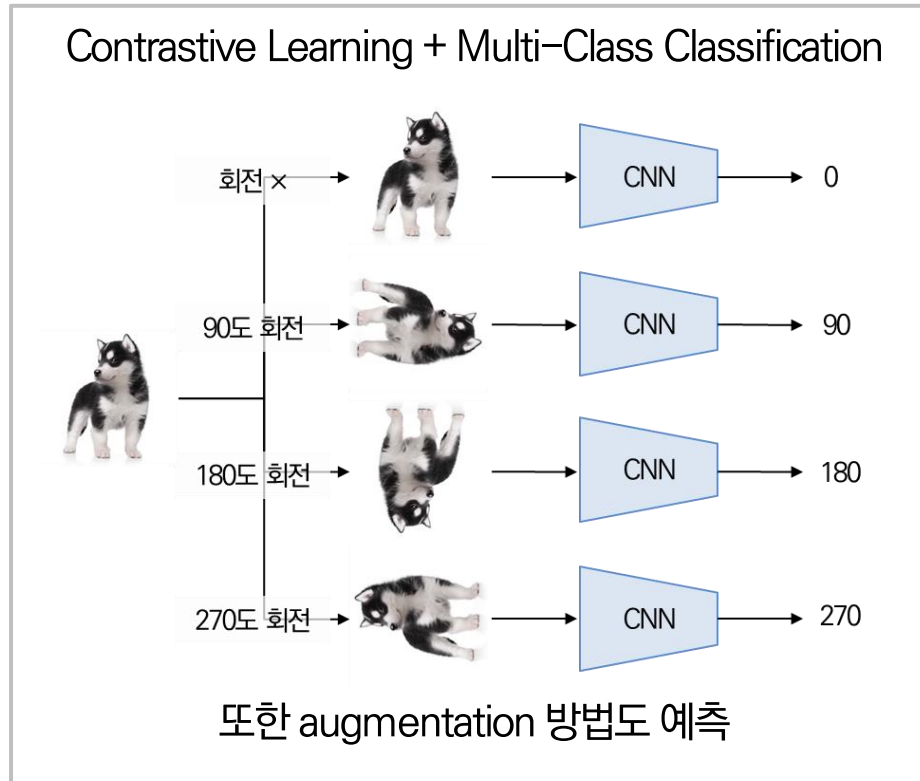 Contrastive Learning + Multi-Class Classification
회전 ×
CNN
0
90도 회전
CNN
90
180도 회전
CNN
180
270도 회전
CNN
270
또한 augmentation 방법도 예측